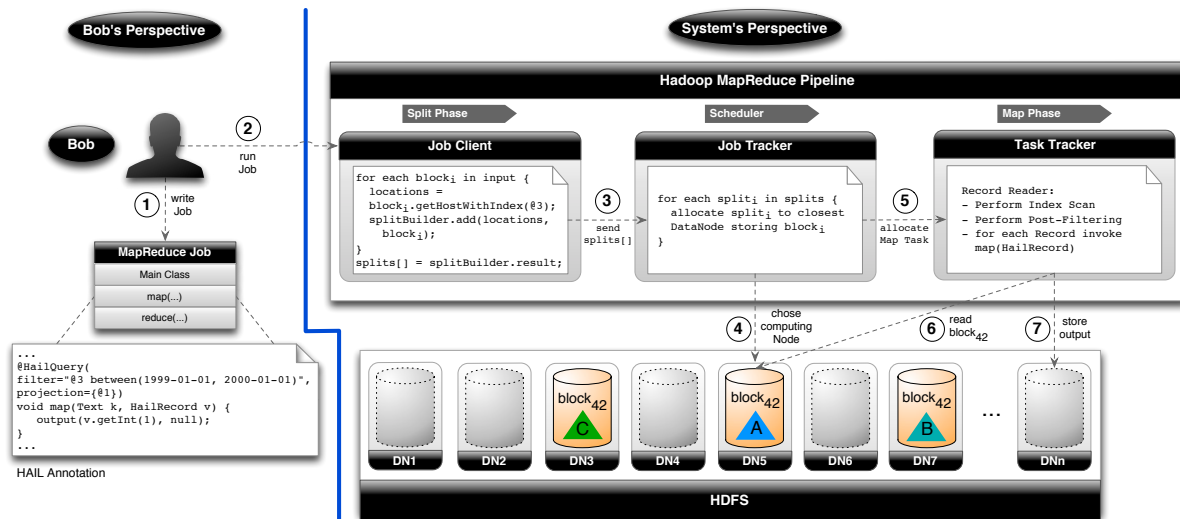 Bob's Perspective
System's Perspective
Hadoop MapReduce Pipeline
Split Phase
Scheduler
Map Phase
Bob
2
run
Job
1
write
Job
MapReduce Job
Main Class
map(...)
reduce(...)
...
@HailQuery(
filter="@3 between(1999-01-01, 2000-01-01)",
projection={@1})
void map(Text k, HailRecord v) {
output(v.getInt(1), null);
}
...
HAIL Annotation
Job Client
for each blocki in input {
locations =
blocki.getHostWithIndex(@3);
splitBuilder.add(locations,
blocki);
}
splits[] = splitBuilder.result;
3
send
splits[]
Job Tracker
for each spliti in splits {
allocate spliti to closest
DataNode storing blocki
}
5
allocate
Map Task
Task Tracker
Record Reader:
- Perform Index Scan
- Perform Post-Filtering
- for each Record invoke
map(HailRecord)
4
chose
computing
Node
6
read
block42
7
store
output
block42
C
block42
A
block42
B
...
DN1
DN2
DN3
DN4
DN5
DN6
DN7
DNn
HDFS